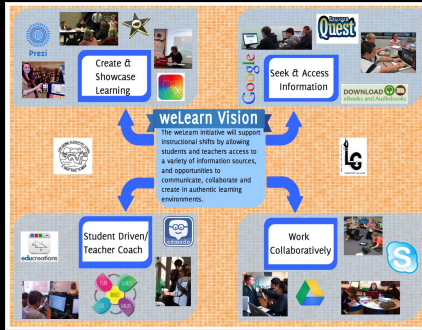 Prezi
Create &
Showcase
Learning
Quest
Google
Seek & Access
Information
DOWNLOAD
eBooks and Audiobooks
weLearn Vision
The weLearn initiative will support
instructional shifts by allowing
students and teachers access to
a variety of information sources,
and opportunities to
communicate, collaborate and
create in authentic learning
environments.
LG
Student Driven/
Teacher Coach
educreations
edmodo
Work
Collaboratively
S